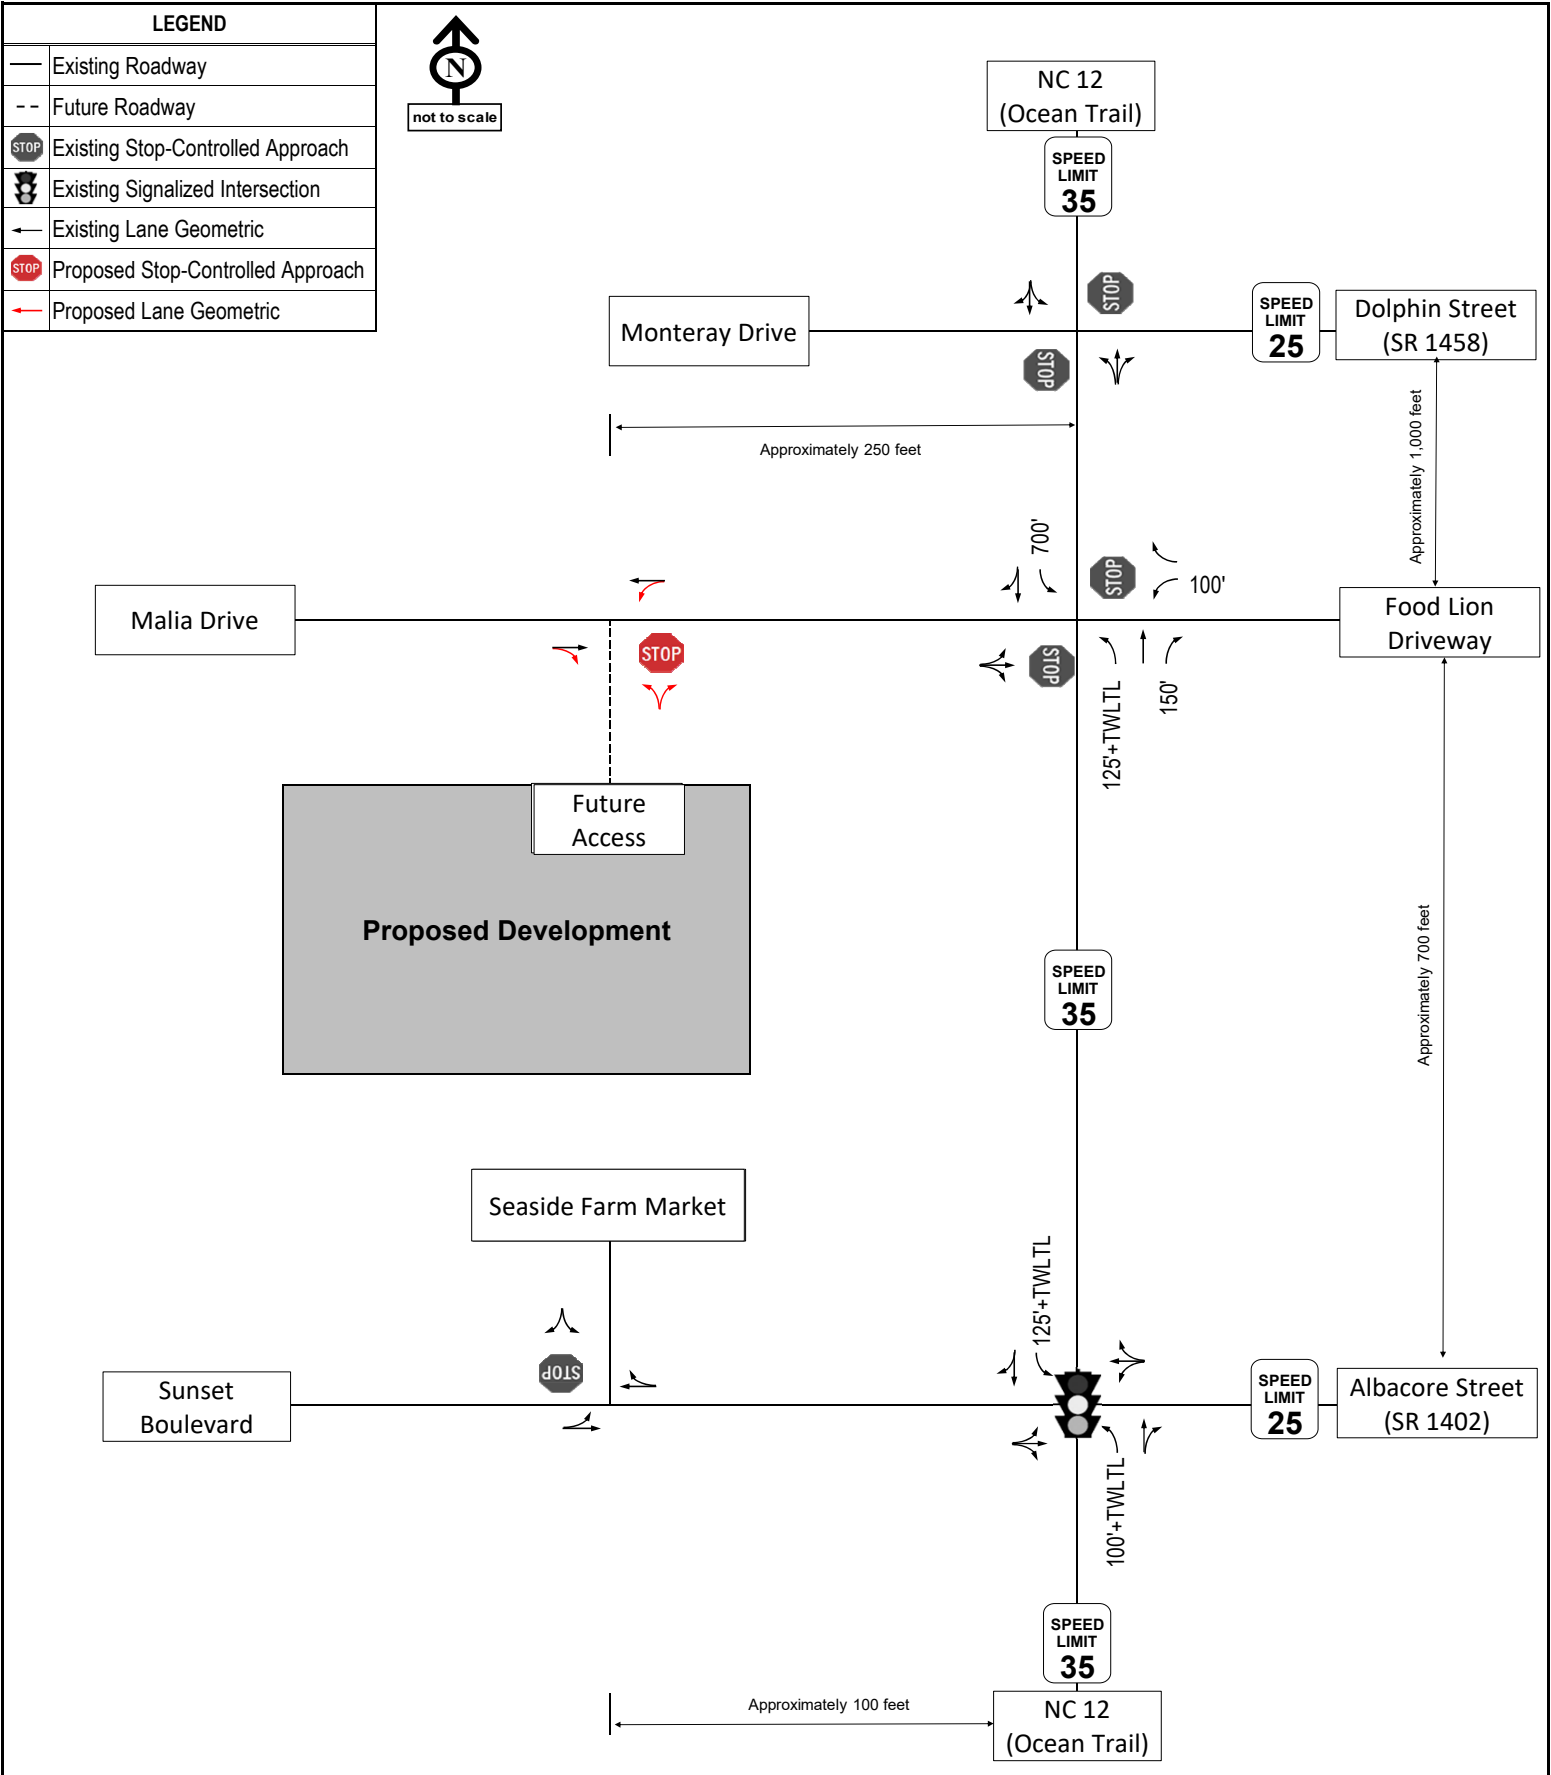 LEGEND
Existing Roadway
Future Roadway
STOP Existing Stop-Controlled Approach
Existing Signalized Intersection
Existing Lane Geometric
STOP Proposed Stop-Controlled Approach
Proposed Lane Geometric
N
not to scale
NC 12
(Ocean Trail)
SPEED
LIMIT
35
STOP
Monteray Drive
SPEED
LIMIT
25
Dolphin Street
(SR 1458)
STOP
Approximately 250 feet
Approximately 1,000 feet
700'
STOP
100'
Malia Drive
Food Lion
Driveway
STOP
STOP
125'+TWLTL
150'
Future
Access
Proposed Development
SPEED
LIMIT
35
Approximately 700 feet
Seaside Farm Market
125'+TWLTL
STOP
Sunset
Boulevard
SPEED
LIMIT
25
Albacore Street
(SR 1402)
100'+TWLTL
SPEED
LIMIT
35
Approximately 100 feet
NC 12
(Ocean Trail)